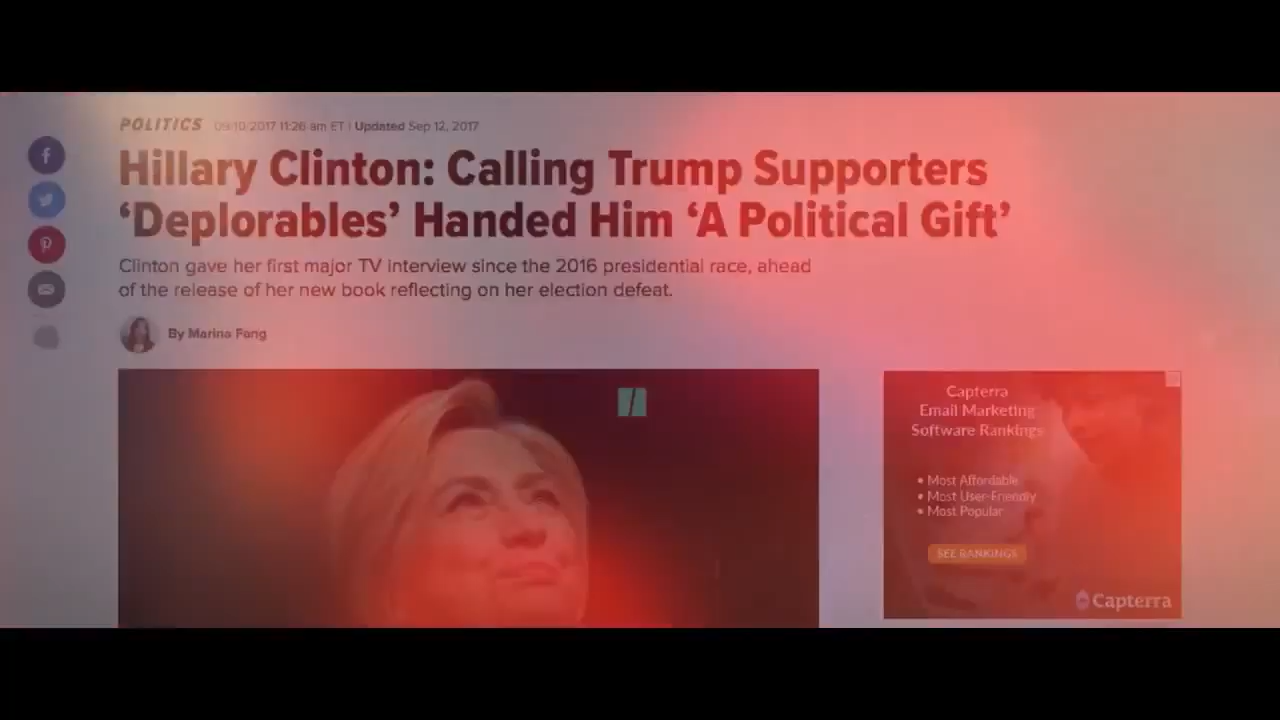 POLITICS 09/10/2017 11:26 am ET | Updated Sep 12, 2017
Hillary Clinton: Calling Trump Supporters
‘Deplorables’ Handed Him ‘A Political Gift’
Clinton gave her first major TV interview since the 2016 presidential race, ahead
of the release of her new book reflecting on her election defeat.
By Marina Fang
Capterra
Email Marketing
Software Rankings
• Most Affordable
• Most User-Friendly
• Most Popular
SEE RANKINGS
Capterra